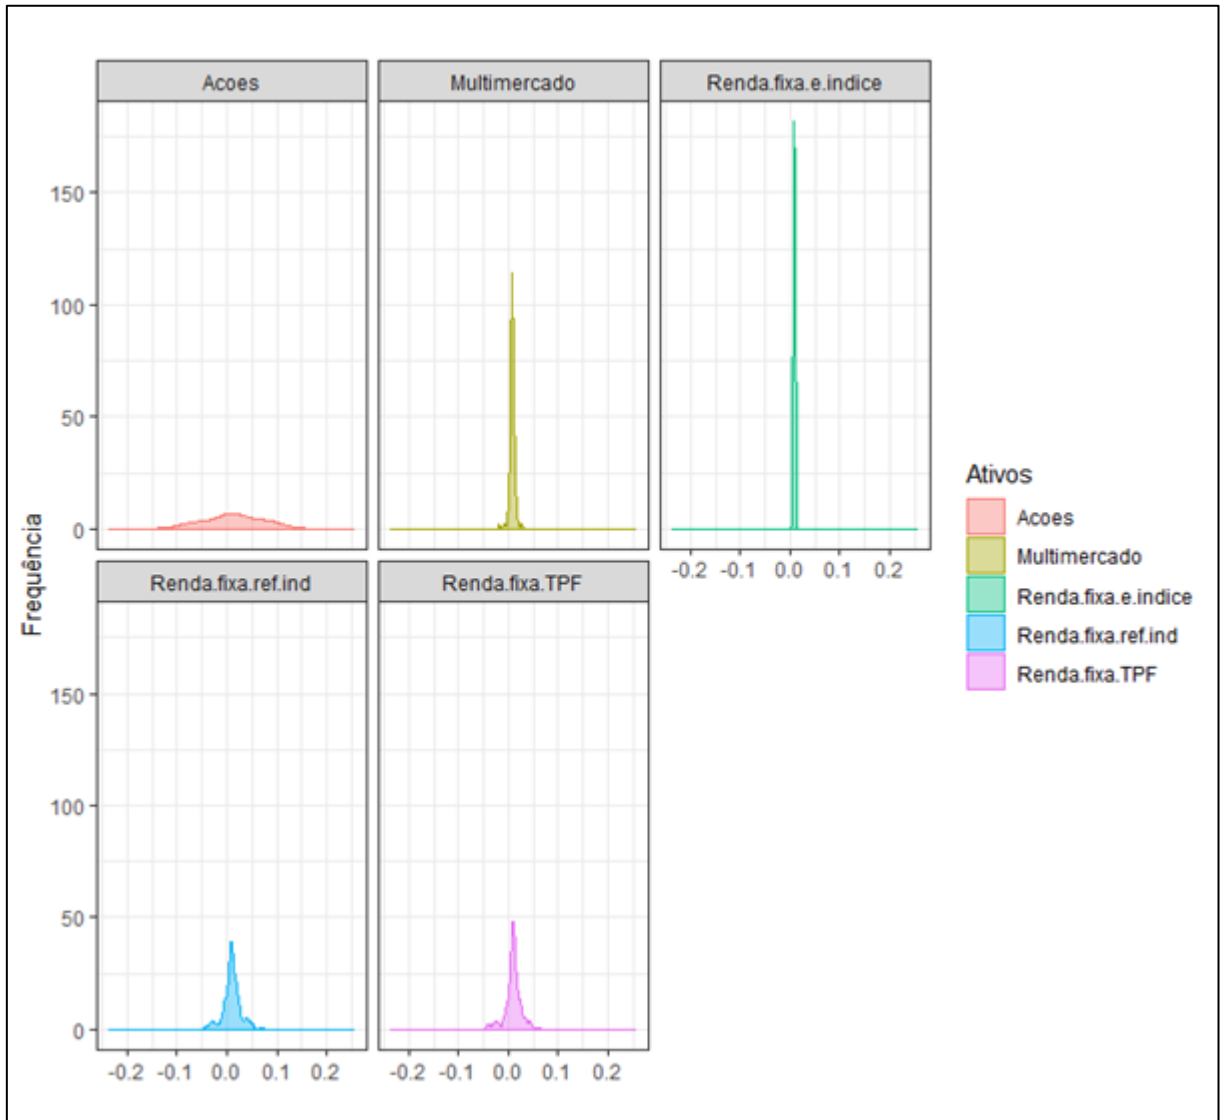 Acoes
Multimercado
Renda.fixa.e.indice
150
100
50
0
-0.2 -0.1 0.0 0.1 0.2
Frequência
Renda.fixa.ref.ind
Renda.fixa.TPF
150
100
50
0
-0.2 -0.1 0.0 0.1 0.2
-0.2 -0.1 0.0 0.1 0.2
Ativos
Acoes
Multimercado
Renda.fixa.e.indice
Renda.fixa.ref.ind
Renda.fixa.TPF